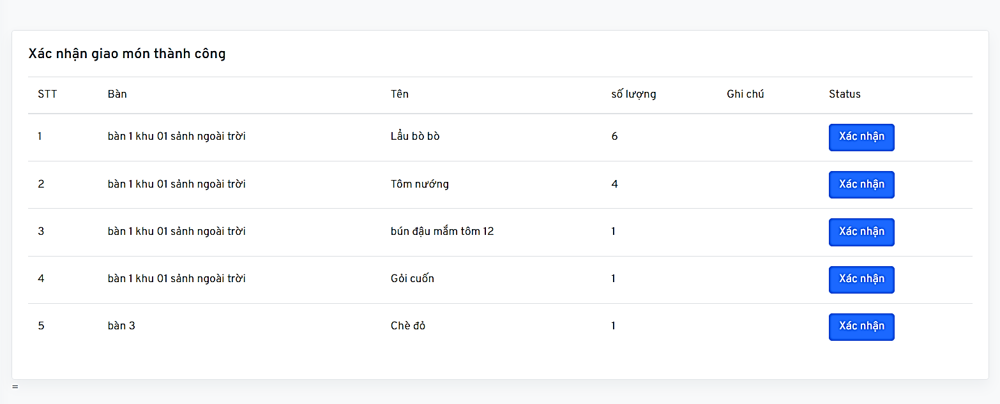 Xác nhận giao món thành công
STT Bàn Tên số lượng Ghi chú Status
1 bàn 1 khu 01 sảnh ngoài trời Lẩu bò bò 6 Xác nhận
2 bàn 1 khu 01 sảnh ngoài trời Tôm nướng 4 Xác nhận
3 bàn 1 khu 01 sảnh ngoài trời bún đậu mắm tôm 12 1 Xác nhận
4 bàn 1 khu 01 sảnh ngoài trời Gỏi cuốn 1 Xác nhận
5 bàn 3 Chè đỏ 1 Xác nhận
=